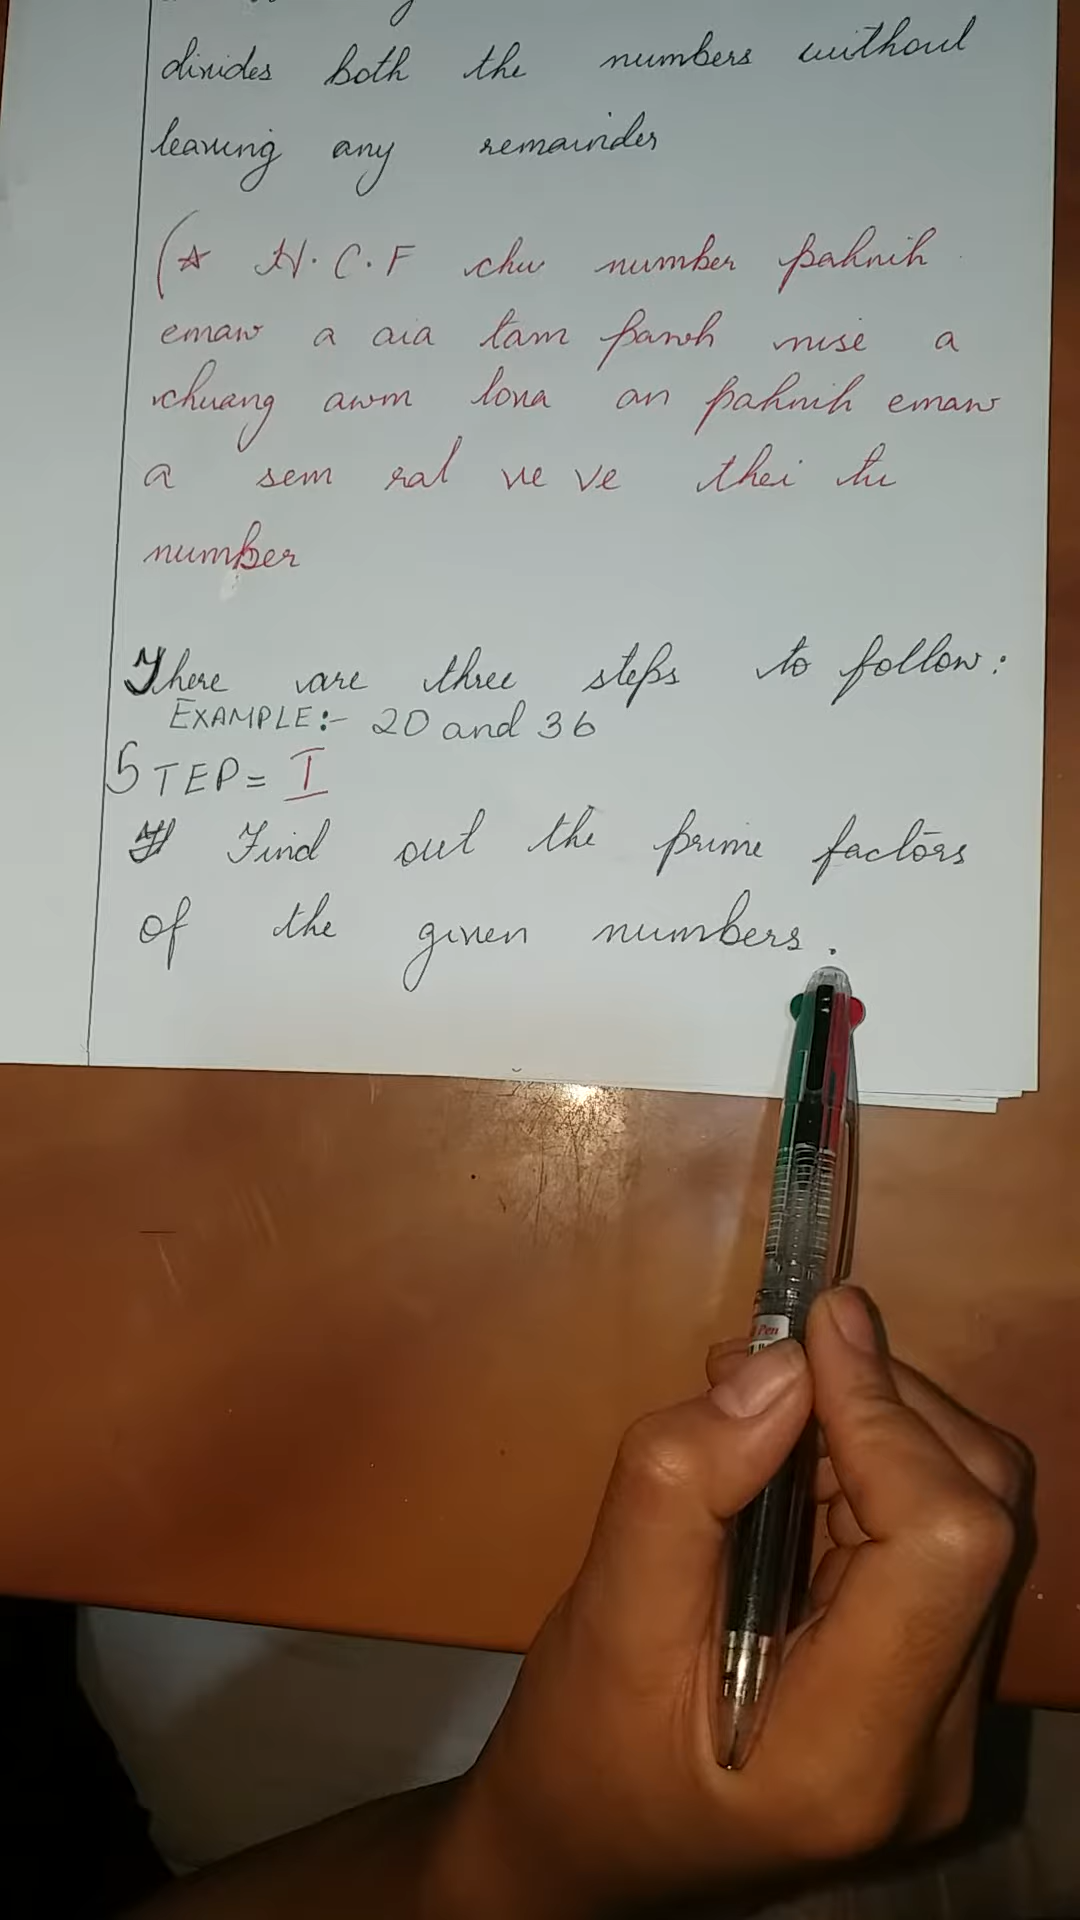 divides both the numbers without
leaving any remainder
(☆ H.C.F chu number pahnih
emaw a aia tam pawh nise a
chuang awm lova an pahnih emaw
a sem ral ve ve thei tu
number
There are three steps to follow:
EXAMPLE:- 20 and 36
STEP= I
Find out the prime factors
of the given numbers.
Pen